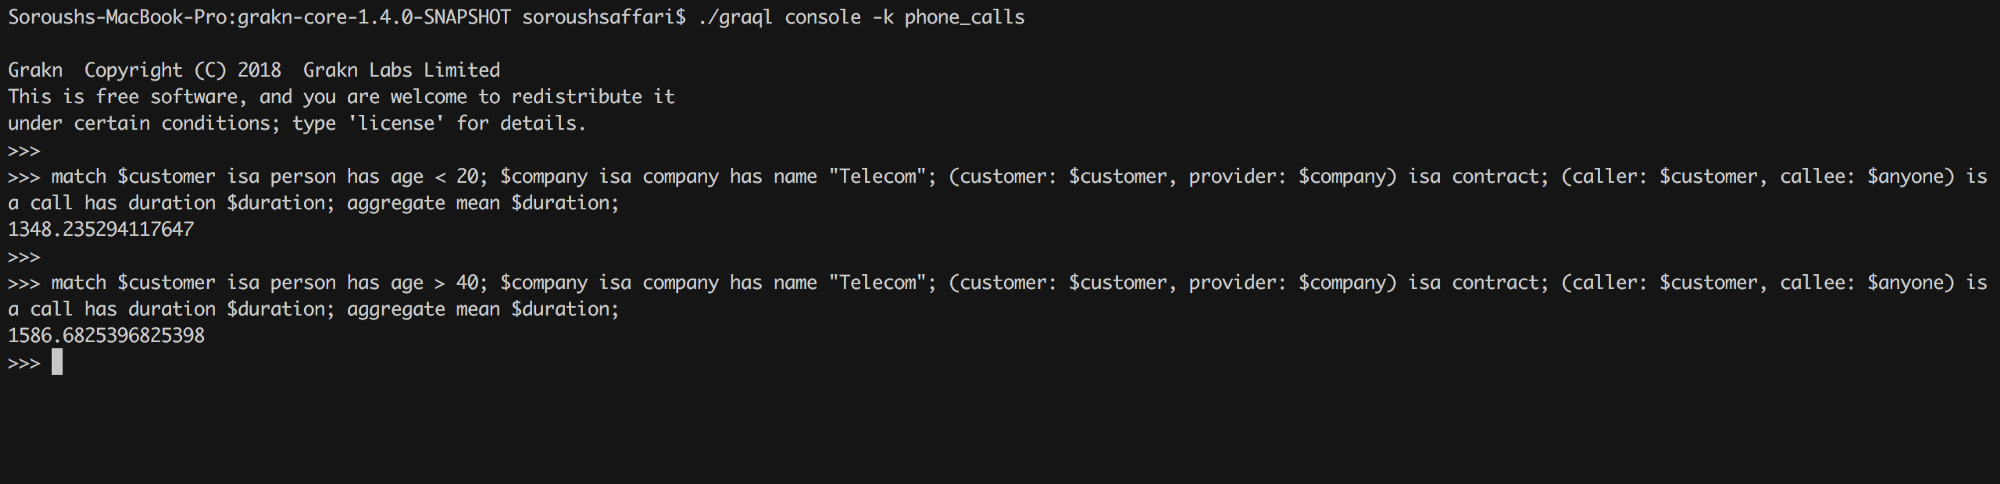 Soroushs-MacBook-Pro:grakn-core-1.4.0-SNAPSHOT soroushsaffari$ ./graql console -k phone_calls
Grakn  Copyright (C) 2018  Grakn Labs Limited
This is free software, and you are welcome to redistribute it
under certain conditions; type 'license' for details.
>>>
>>> match $customer isa person has age < 20; $company isa company has name "Telecom"; (customer: $customer, provider: $company) isa contract; (caller: $customer, callee: $anyone) is
a call has duration $duration; aggregate mean $duration;
1348.235294117647
>>>
>>> match $customer isa person has age > 40; $company isa company has name "Telecom"; (customer: $customer, provider: $company) isa contract; (caller: $customer, callee: $anyone) is
a call has duration $duration; aggregate mean $duration;
1586.6825396825398
>>>